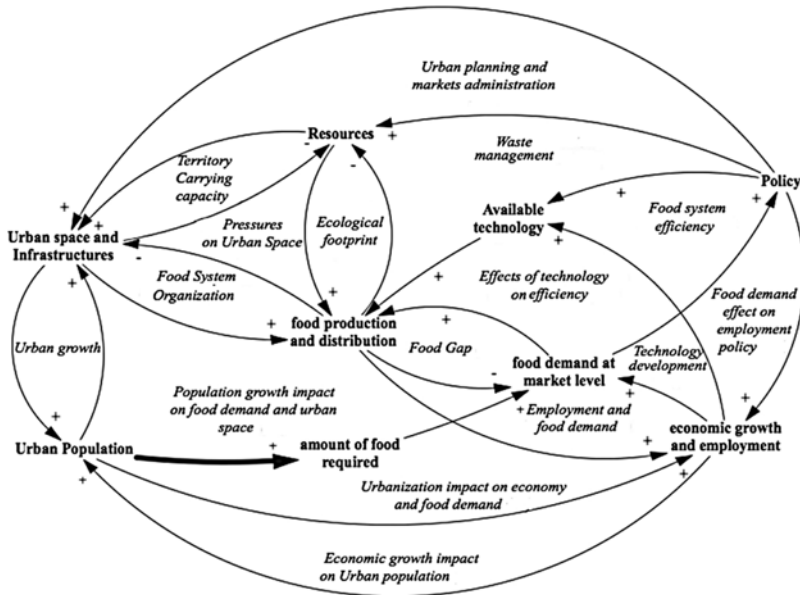 Urban planning and
markets administration
Resources
+
-
-
Waste
management
Territory
Carrying
capacity
Policy
+
+
Available
technology
Food system
efficiency
+
+
Urban space and
Infrastructures
Pressures
on Urban Space
Ecological
footprint
+
-
Food System
Organization
+
Effects of technology
on efficiency
+
+
+
+
food production
and distribution
Food demand
effect on
employment
policy
Urban growth
Food Gap
-
food demand at
market level
Technology
development
+
+
Population growth impact
on food demand and urban
space
+
Employment and
food demand
+
economic growth
and employment
+
Urban Population
+
amount of food
required
+
+
+
Urbanization impact on economy
and food demand
Economic growth impact
on Urban population